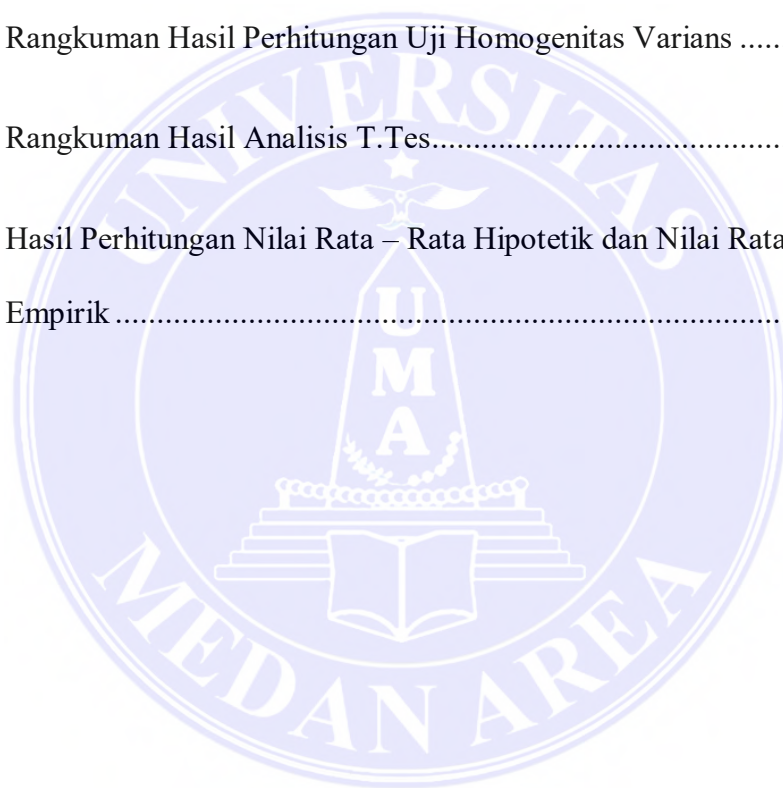 Rangkuman Hasil Perhitungan Uji Homogenitas Varians .....
Rangkuman Hasil Analisis T.Tes..........................................
Hasil Perhitungan Nilai Rata – Rata Hipotetik dan Nilai Rata
Empirik ................................................................................
UNIVERSITAS
UMA
MEDAN AREA